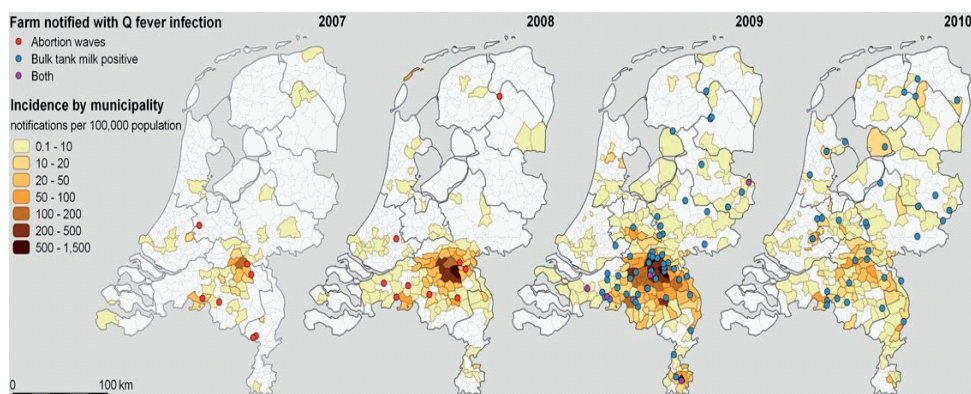 Farm notified with Q fever infection
Abortion waves
Bulk tank milk positive
Both
Incidence by municipality
notifications per 100,000 population
0.1 - 10
10 - 20
20 - 50
50 - 100
100 - 200
200 - 500
500 - 1,500
2007
2008
2009
2010
0 100 km